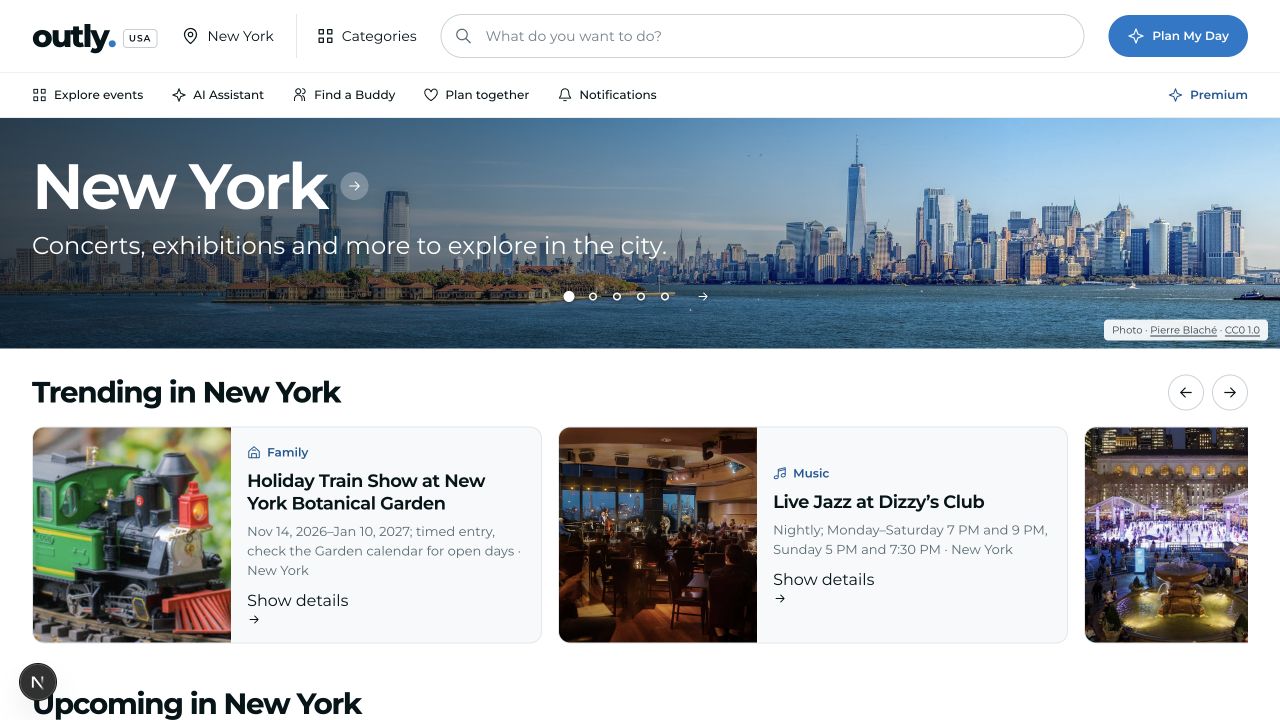 outly.
USA
New York
Categories
What do you want to do?
Plan My Day
Explore events
AI Assistant
Find a Buddy
Plan together
Notifications
Premium
New York
Concerts, exhibitions and more to explore in the city.
Photo · Pierre Blaché · CC0 1.0
Trending in New York
Family
Holiday Train Show at New
York Botanical Garden
Nov 14, 2026–Jan 10, 2027; timed entry,
check the Garden calendar for open days ·
New York
Show details
Music
Live Jazz at Dizzy’s Club
Nightly; Monday–Saturday 7 PM and 9 PM,
Sunday 5 PM and 7:30 PM · New York
Show details
N
Upcoming in New York